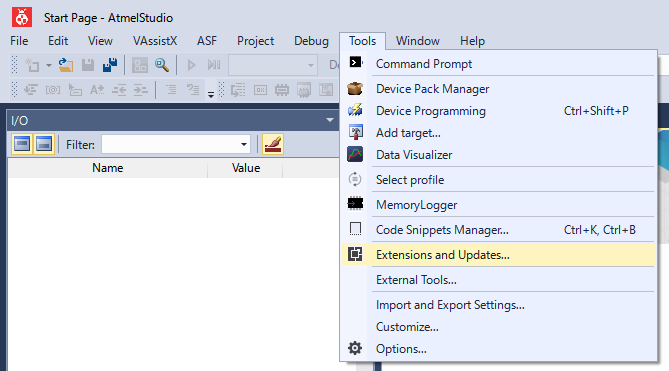 Start Page - AtmelStudio
File Edit View VAssistX ASF Project Debug Tools Window Help
Command Prompt
Device Pack Manager
Device Programming Ctrl+Shift+P
Add target...
Data Visualizer
Select profile
MemoryLogger
Code Snippets Manager... Ctrl+K, Ctrl+B
Extensions and Updates...
External Tools...
Import and Export Settings...
Customize...
Options...
I/O
Filter:
Name Value